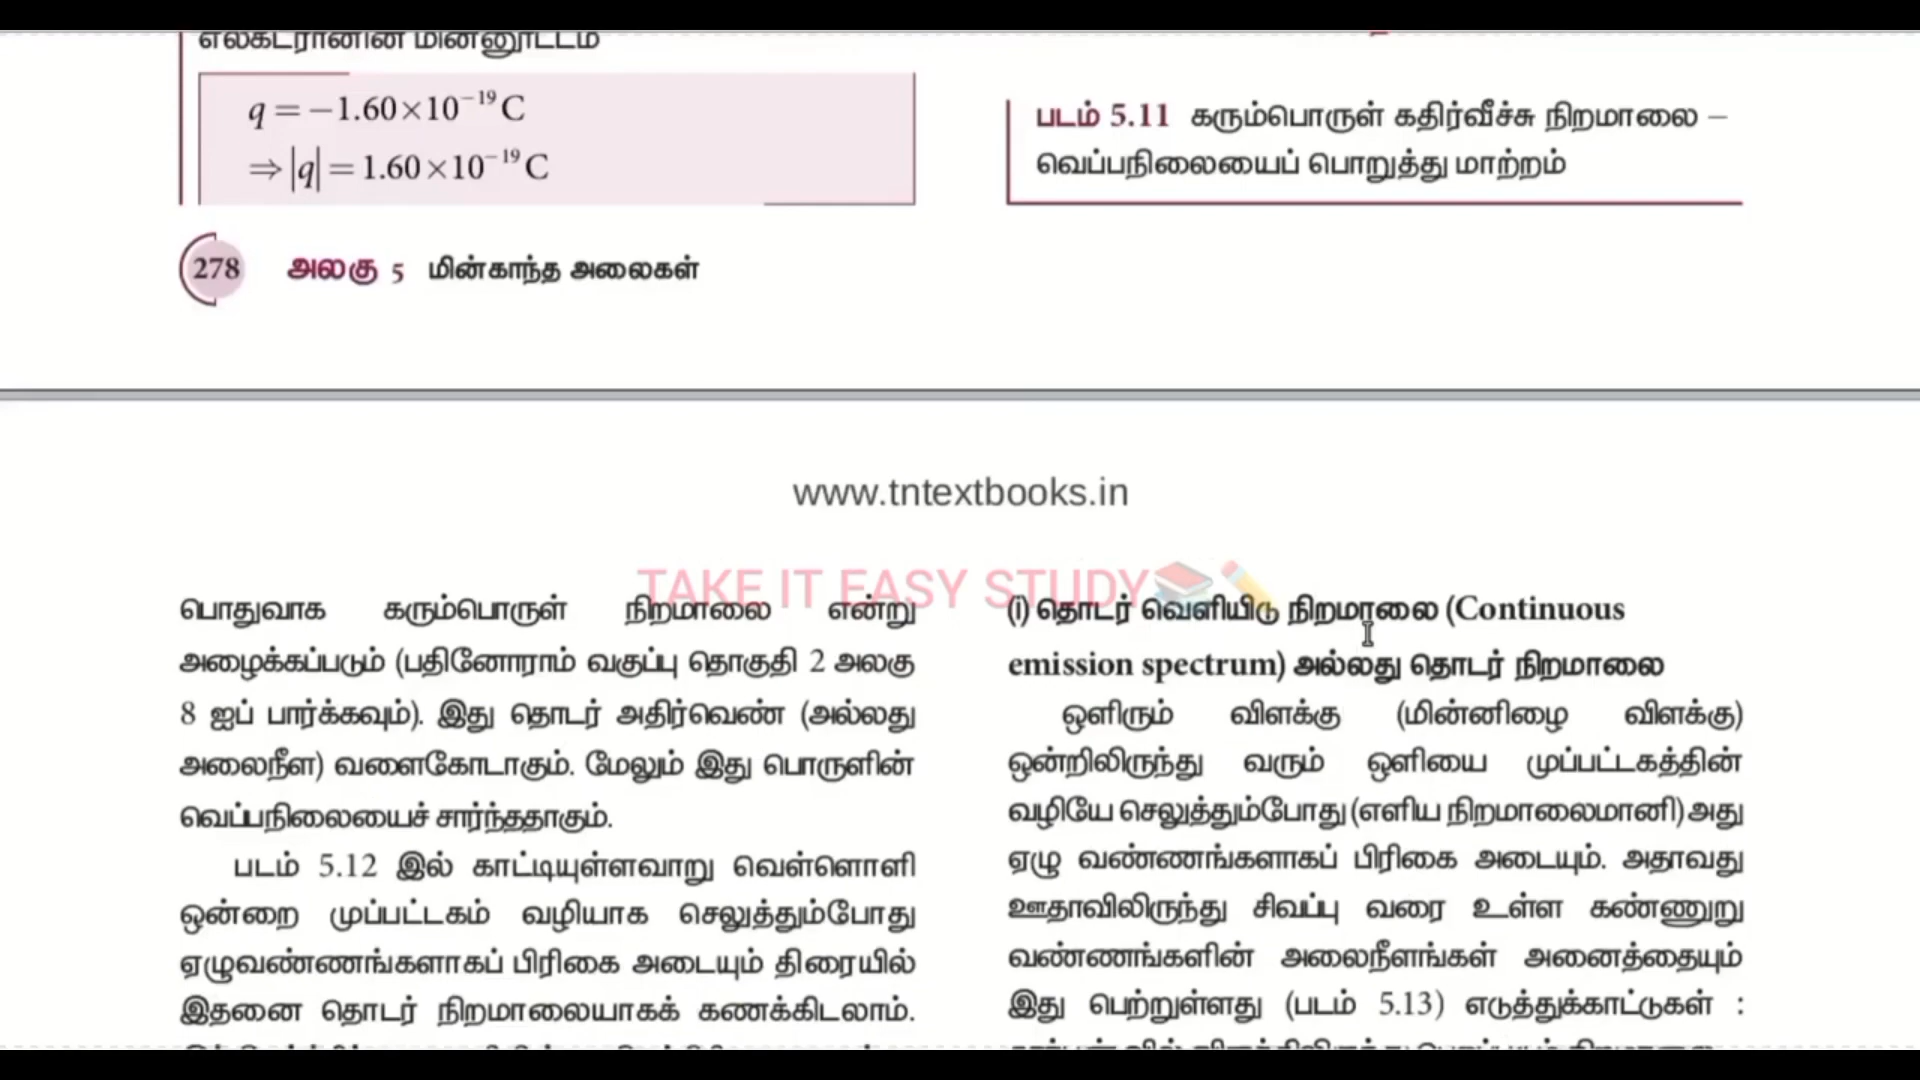 எலக்ட்ரானின் மின்னூட்டம்
q = −1.60×10⁻¹⁹ C
⇒ |q| = 1.60×10⁻¹⁹ C
278 அலகு 5 மின்காந்த அலைகள்
படம் 5.11 கரும்பொருள் கதிர்வீச்சு நிறமாலை –
வெப்பநிலையைப் பொறுத்து மாற்றம்
www.tntextbooks.in
TAKE IT EASY STUDY📚✏️
பொதுவாக கரும்பொருள் நிறமாலை என்று
அழைக்கப்படும் (பதினோராம் வகுப்பு தொகுதி 2 அலகு
8 ஐப் பார்க்கவும்). இது தொடர் அதிர்வெண் (அல்லது
அலைநீள) வளைகோடாகும். மேலும் இது பொருளின்
வெப்பநிலையைச் சார்ந்ததாகும்.
படம் 5.12 இல் காட்டியுள்ளவாறு வெள்ளொளி
ஒன்றை முப்பட்டகம் வழியாக செலுத்தும்போது
ஏழுவண்ணங்களாகப் பிரிகை அடையும் திரையில்
இதனை தொடர் நிறமாலையாகக் கணக்கிடலாம்.
(i) தொடர் வெளியிடு நிறமாலை (Continuous
emission spectrum) அல்லது தொடர் நிறமாலை
ஒளிரும் விளக்கு (மின்னிழை விளக்கு)
ஒன்றிலிருந்து வரும் ஒளியை முப்பட்டகத்தின்
வழியே செலுத்தும்போது (எளிய நிறமாலைமானி) அது
ஏழு வண்ணங்களாகப் பிரிகை அடையும். அதாவது
ஊதாவிலிருந்து சிவப்பு வரை உள்ள கண்ணுறு
வண்ணங்களின் அலைநீளங்கள் அனைத்தையும்
இது பெற்றுள்ளது (படம் 5.13) எடுத்துக்காட்டுகள் :